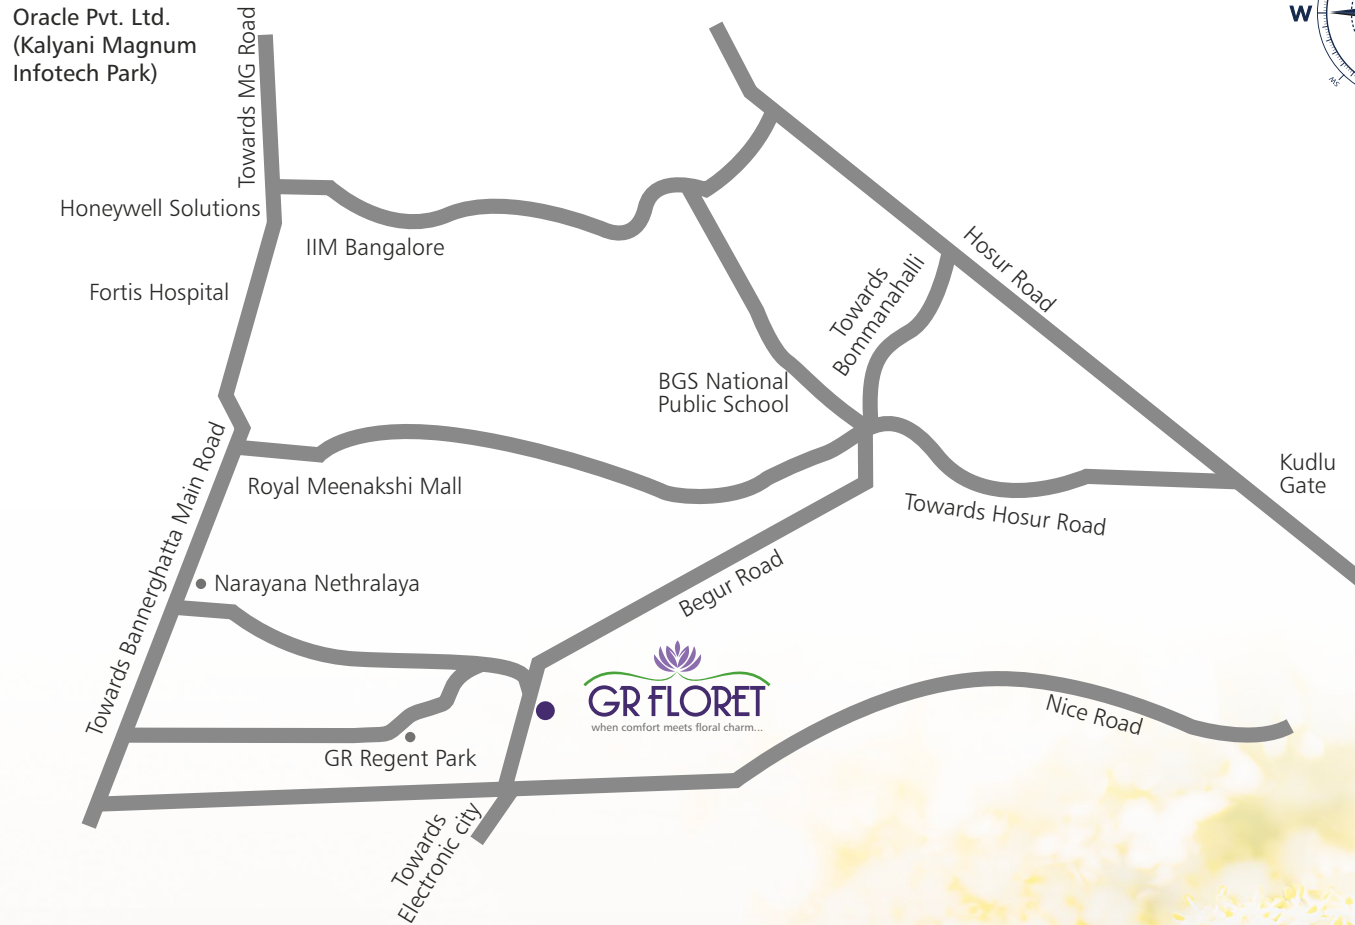 Oracle Pvt. Ltd.
(Kalyani Magnum
Infotech Park)
Towards MG Road
W
SW
Honeywell Solutions
IIM Bangalore
Hosur Road
Fortis Hospital
Towards
Bommanahalli
BGS National
Public School
Kudlu
Gate
Royal Meenakshi Mall
Towards Hosur Road
Towards Bannerghatta Main Road
Narayana Nethralaya
Begur Road
GR FLORET
when comfort meets floral charm...
Nice Road
GR Regent Park
Towards
Electronic city